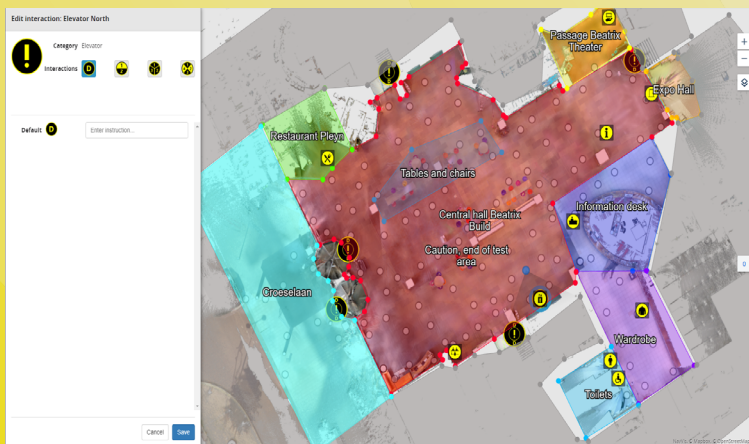 Edit interaction: Elevator North
Category Elevator
Interactions D
Default D Enter instruction...
Cancel Save
Passage Beatrix
Theater
Expo Hall
Restaurant Pleyn
Tables and chairs
Information desk
Central hall Beatrix
Build
Caution, end of test
area
Croeselaan
Wardrobe
Toilets